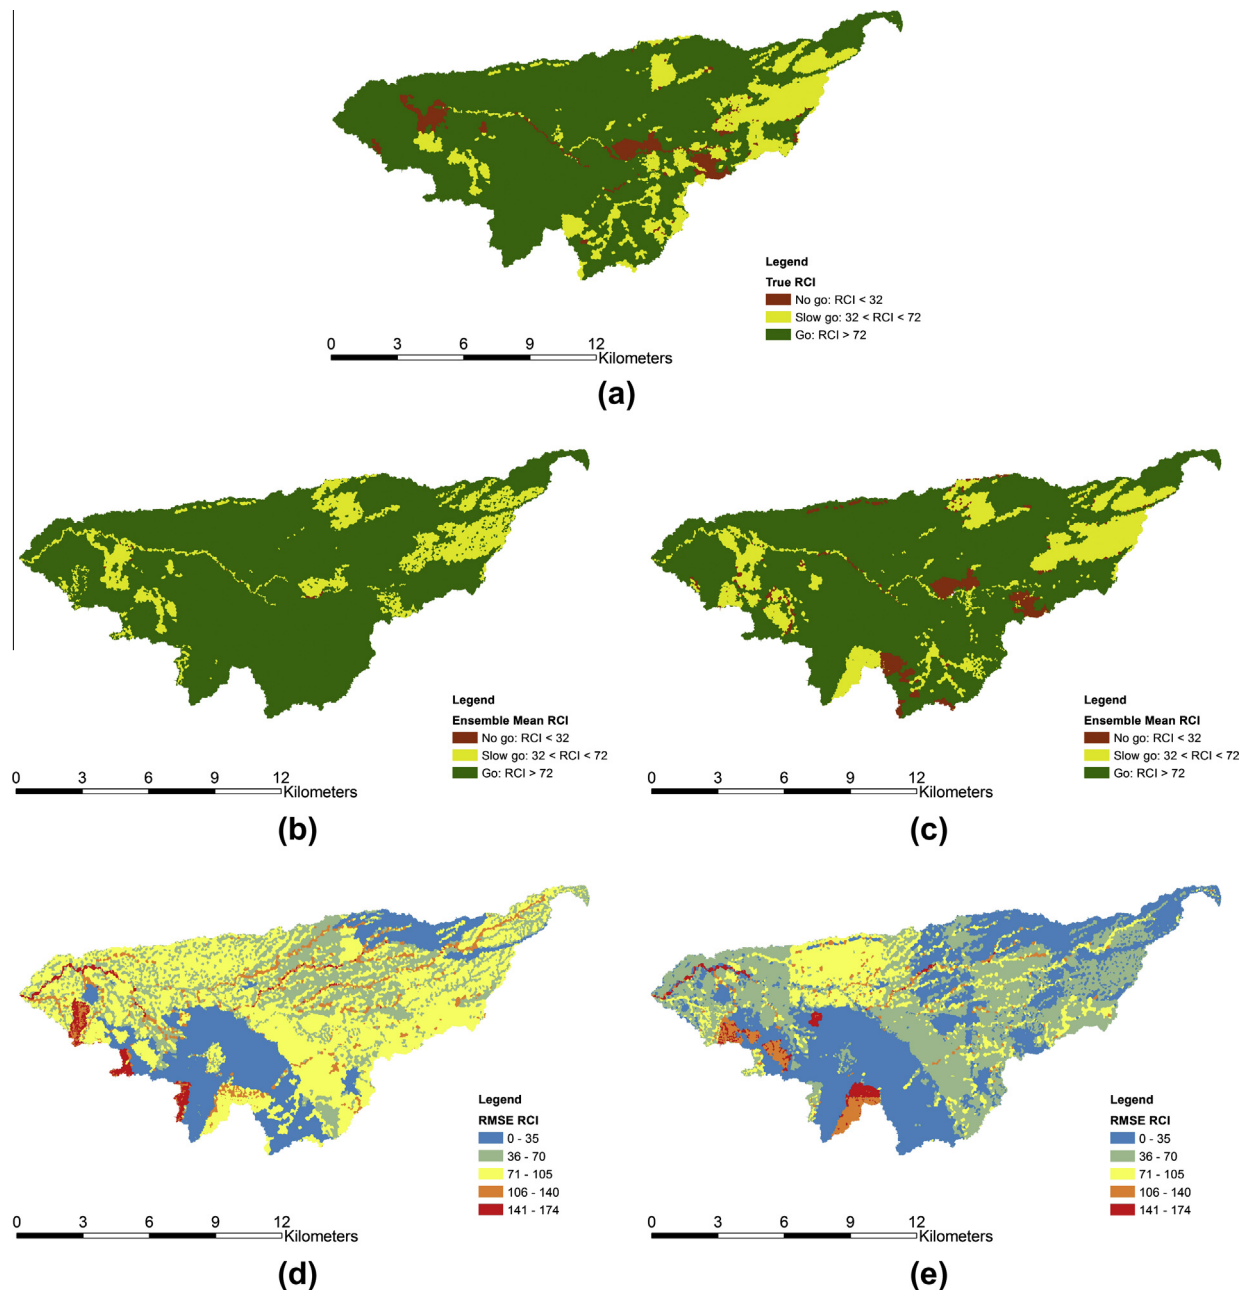 Legend
True RCI
No go: RCI < 32
Slow go: 32 < RCI < 72
Go: RCI > 72
0 3 6 9 12
Kilometers
(a)
Legend
Ensemble Mean RCI
No go: RCI < 32
Slow go: 32 < RCI < 72
Go: RCI > 72
0 3 6 9 12
Kilometers
(b)
Legend
Ensemble Mean RCI
No go: RCI < 32
Slow go: 32 < RCI < 72
Go: RCI > 72
0 3 6 9 12
Kilometers
(c)
Legend
RMSE RCI
0 - 35
36 - 70
71 - 105
106 - 140
141 - 174
0 3 6 9 12
Kilometers
(d)
Legend
RMSE RCI
0 - 35
36 - 70
71 - 105
106 - 140
141 - 174
0 3 6 9 12
Kilometers
(e)